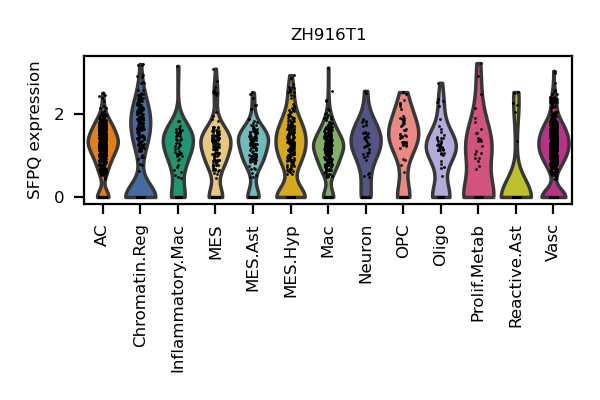 ZH916T1
SFPQ expression
2
0
AC
Chromatin.Reg
Inflammatory.Mac
MES
MES.Ast
MES.Hyp
Mac
Neuron
OPC
Oligo
Prolif.Metab
Reactive.Ast
Vasc